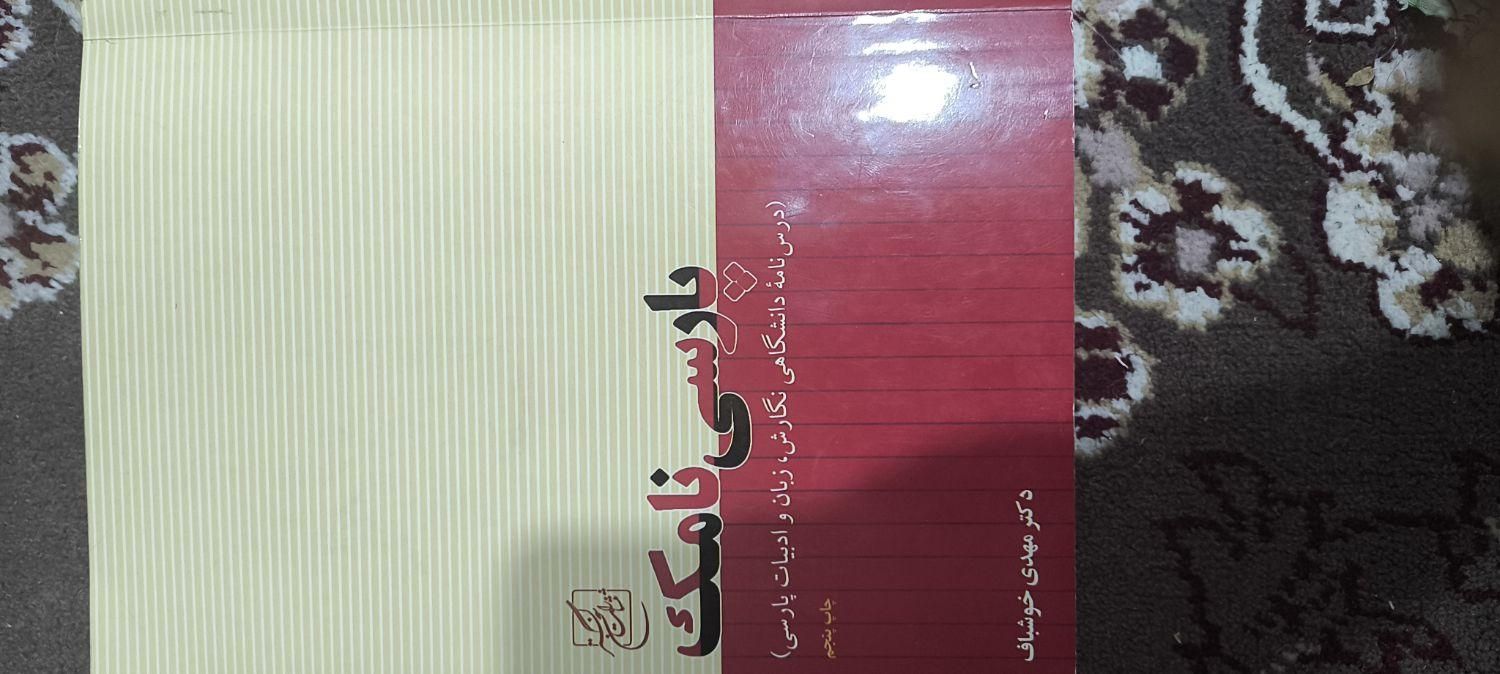 پارسی‌نامک
(درس‌نامهٔ دانشگاهی نگارش، زبان و ادبیات پارسی)
چاپ پنجم
دکتر مهدی خوشباف